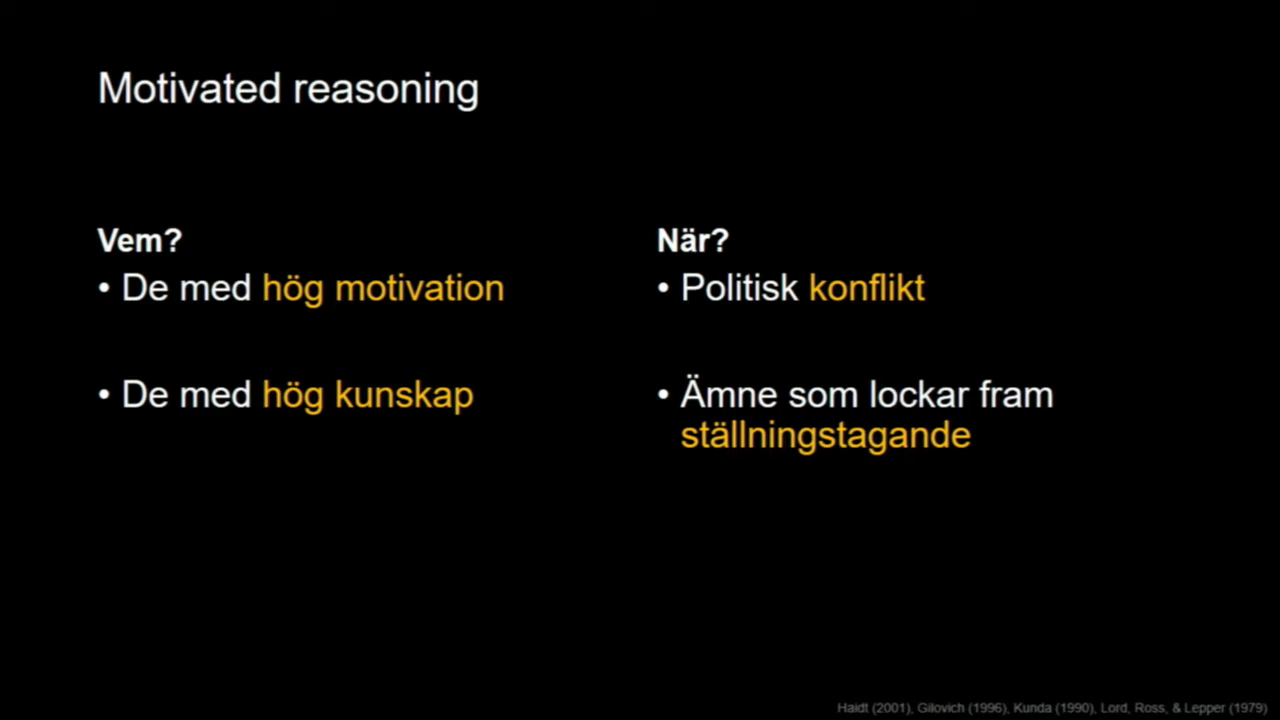 Motivated reasoning
Vem?
• De med hög motivation
• De med hög kunskap
När?
• Politisk konflikt
• Ämne som lockar fram
ställningstagande
Haidt (2001), Gilovich (1996), Kunda (1990), Lord, Ross, & Lepper (1979)